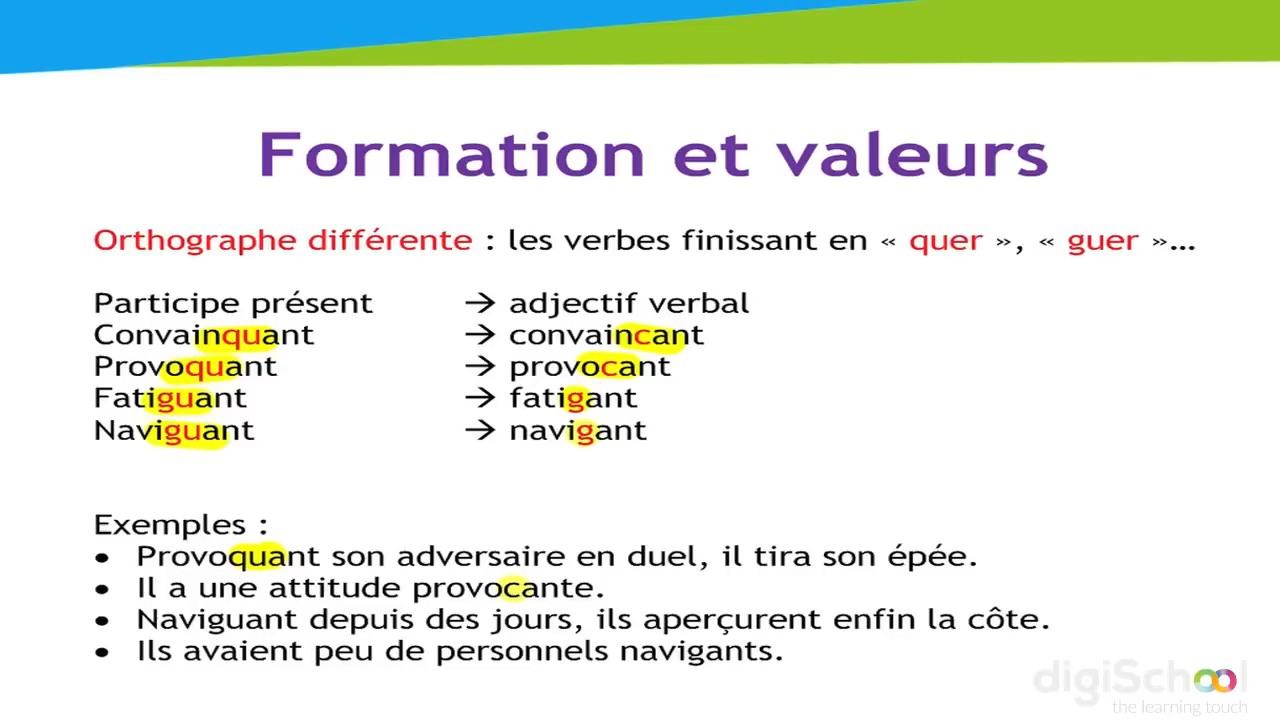 Formation et valeurs
Orthographe différente : les verbes finissant en « quer », « guer »…
Participe présent → adjectif verbal
Convainquant → convaincant
Provoquant → provocant
Fatiguant → fatigant
Naviguant → navigant
Exemples :
• Provoquant son adversaire en duel, il tira son épée.
• Il a une attitude provocante.
• Naviguant depuis des jours, ils aperçurent enfin la côte.
• Ils avaient peu de personnels navigants.
digiSchool
the learning touch